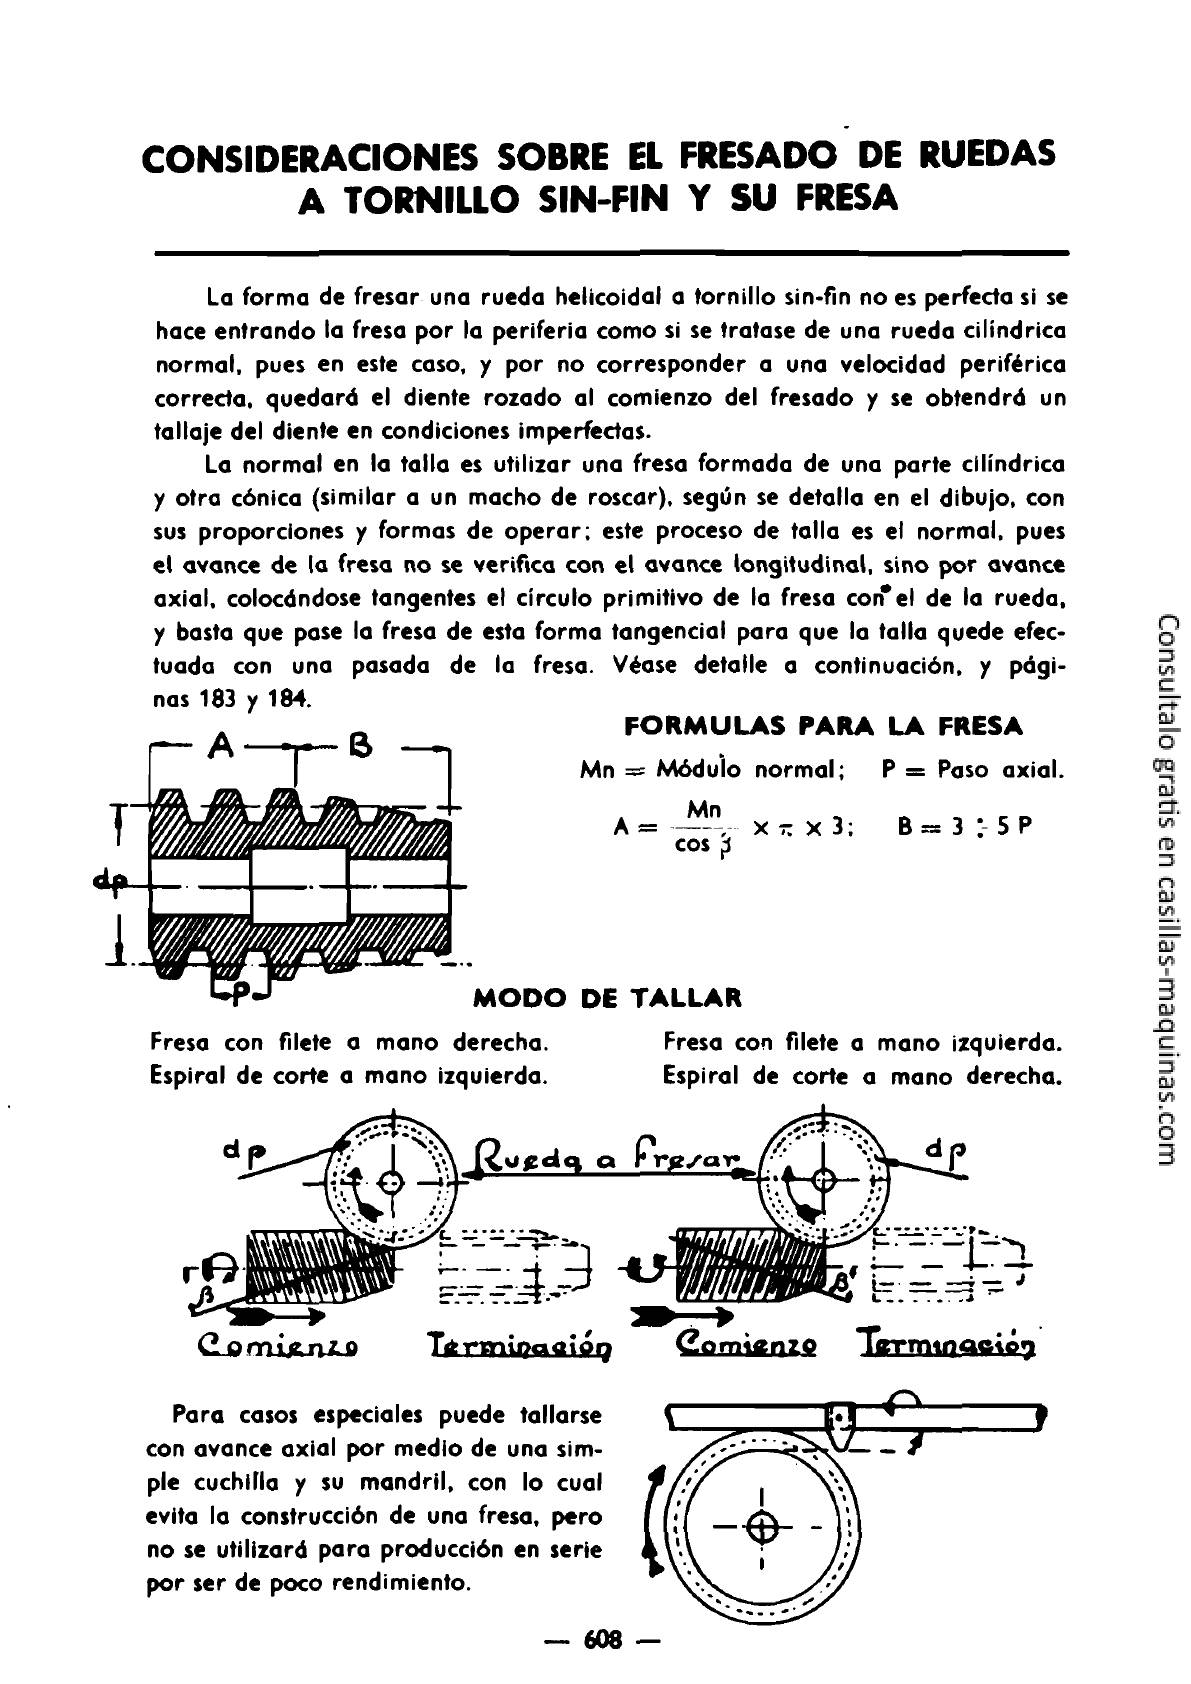 CONSIDERACIONES SOBRE EL FRESADO DE RUEDAS
A TORNILLO SIN-FIN Y SU FRESA
La forma de fresar una rueda helicoidal a tornillo sin-fin no es perfecta si se
hace entrando la fresa por la periferia como si se tratase de una rueda cilíndrica
normal, pues en este caso, y por no corresponder a una velocidad periférica
correcta, quedará el diente rozado al comienzo del fresado y se obtendrá un
tallaje del diente en condiciones imperfectas.
La normal en la talla es utilizar una fresa formada de una parte cilíndrica
y otra cónica (similar a un macho de roscar), según se detalla en el dibujo, con
sus proporciones y formas de operar; este proceso de talla es el normal, pues
el avance de la fresa no se verifica con el avance longitudinal, sino por avance
axial, colocándose tangentes el círculo primitivo de la fresa con el de la rueda,
y basta que pase la fresa de esta forma tangencial para que la talla quede efec-
tuada con una pasada de la fresa. Véase detalle a continuación, y pági-
nas 183 y 184.
FORMULAS PARA LA FRESA
Mn = Módulo normal; P = Paso axial.
A = Mn / cos β × π × 3; B = 3 ÷ 5 P
A B
dp
P
MODO DE TALLAR
Fresa con filete a mano derecha.
Espiral de corte a mano izquierda.
Fresa con filete a mano izquierda.
Espiral de corte a mano derecha.
dp Rueda a Fresar dp
r β β
Comienzo Terminación Comienzo Terminación
Para casos especiales puede tallarse
con avance axial por medio de una sim-
ple cuchilla y su mandril, con lo cual
evita la construcción de una fresa, pero
no se utilizará para producción en serie
por ser de poco rendimiento.
— 608 —
Consultalo gratis en casillas-maquinas.com